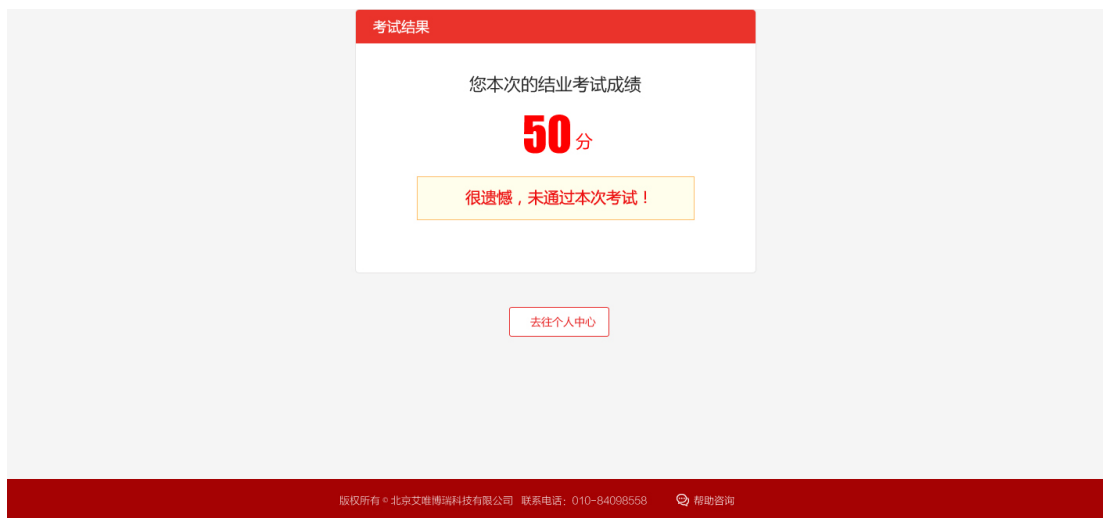 考试结果
您本次的结业考试成绩
50分
很遗憾，未通过本次考试！
去往个人中心
版权所有©北京艾唯博瑞科技有限公司 联系电话：010-84098558 帮助咨询